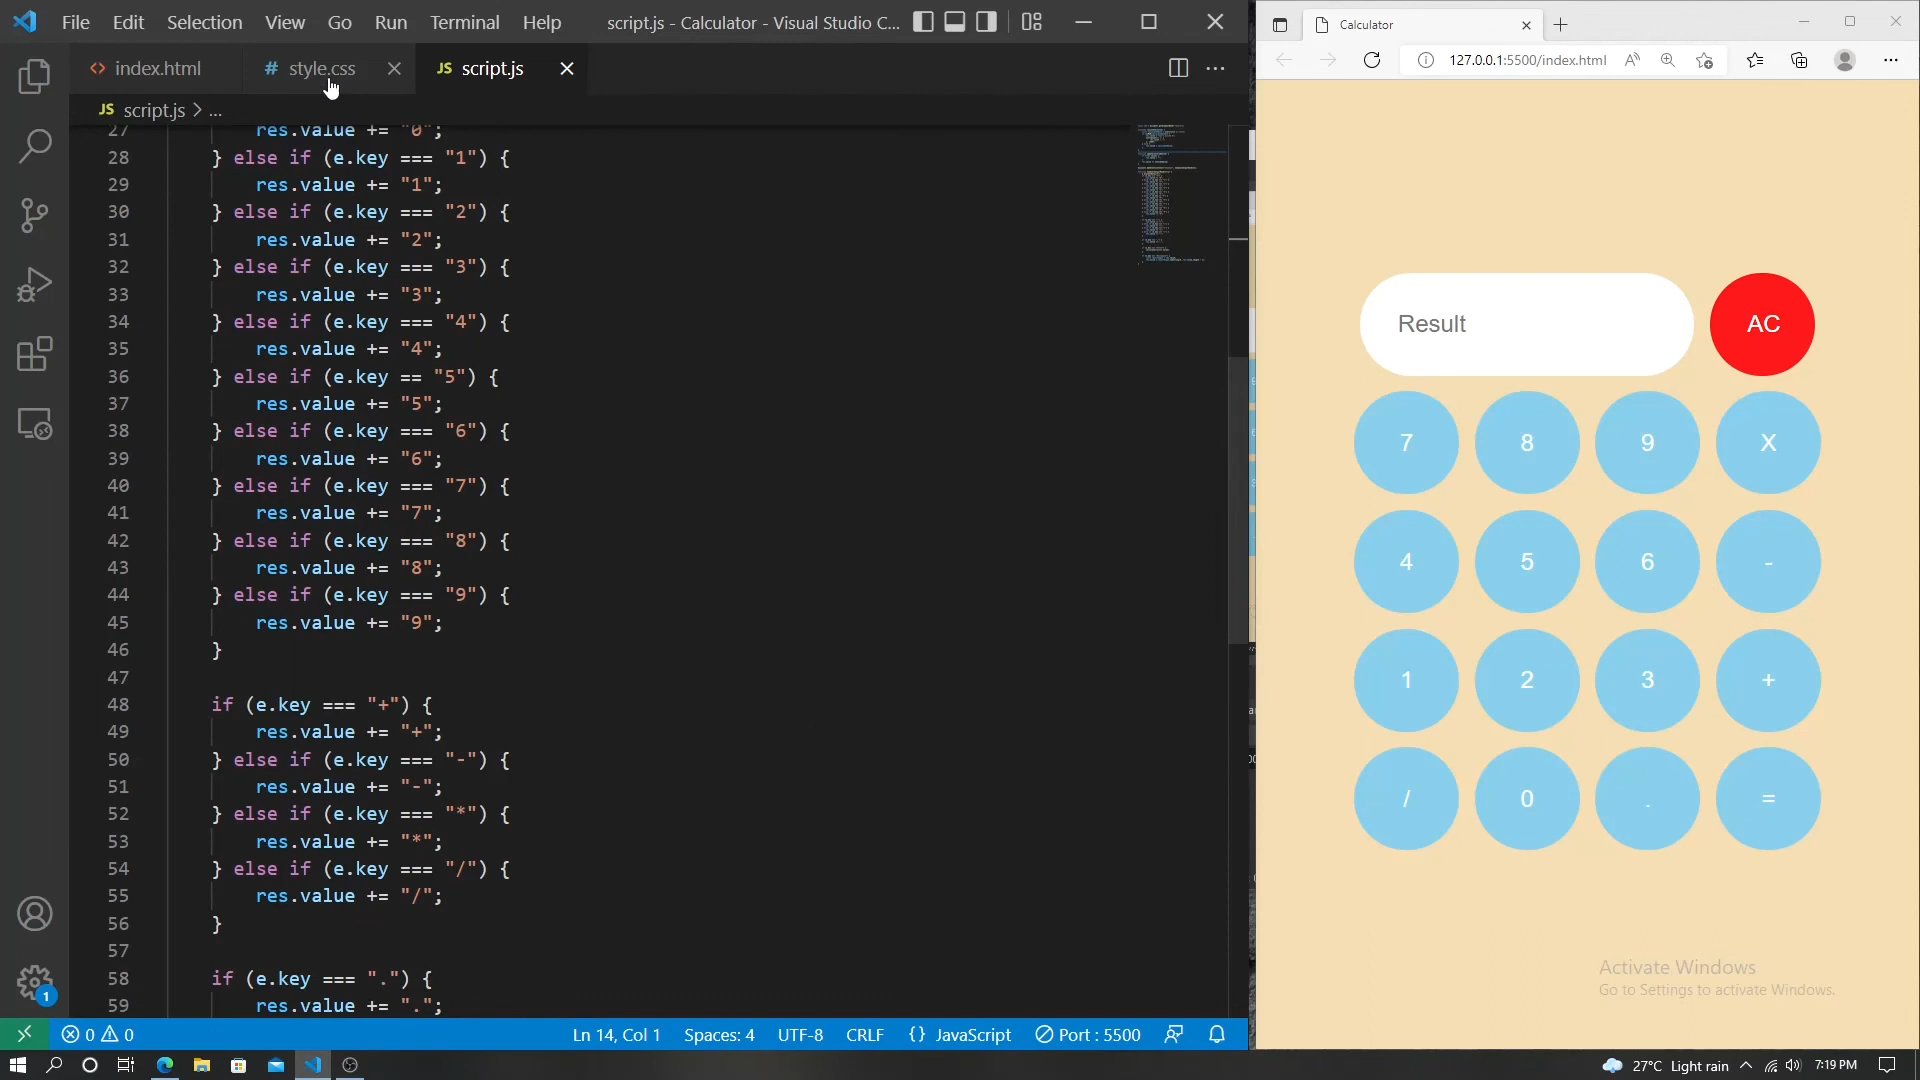 File Edit Selection View Go Run Terminal Help script.js - Calculator - Visual Studio C...
<> index.html # style.css JS script.js
JS script.js > ...
27 res.value += "0";
28 } else if (e.key === "1") {
29 res.value += "1";
30 } else if (e.key === "2") {
31 res.value += "2";
32 } else if (e.key === "3") {
33 res.value += "3";
34 } else if (e.key === "4") {
35 res.value += "4";
36 } else if (e.key == "5") {
37 res.value += "5";
38 } else if (e.key === "6") {
39 res.value += "6";
40 } else if (e.key === "7") {
41 res.value += "7";
42 } else if (e.key === "8") {
43 res.value += "8";
44 } else if (e.key === "9") {
45 res.value += "9";
46 }
47
48 if (e.key === "+") {
49 res.value += "+";
50 } else if (e.key === "-") {
51 res.value += "-";
52 } else if (e.key === "*") {
53 res.value += "*";
54 } else if (e.key === "/") {
55 res.value += "/";
56 }
57
58 if (e.key === ".") {
59 res.value += ".";
1
0 0 Ln 14, Col 1 Spaces: 4 UTF-8 CRLF {} JavaScript Port : 5500
Calculator
127.0.0.1:5500/index.html
Result AC
7 8 9 X
4 5 6 -
1 2 3 +
/ 0 . =
Activate Windows
Go to Settings to activate Windows.
27°C Light rain 7:19 PM